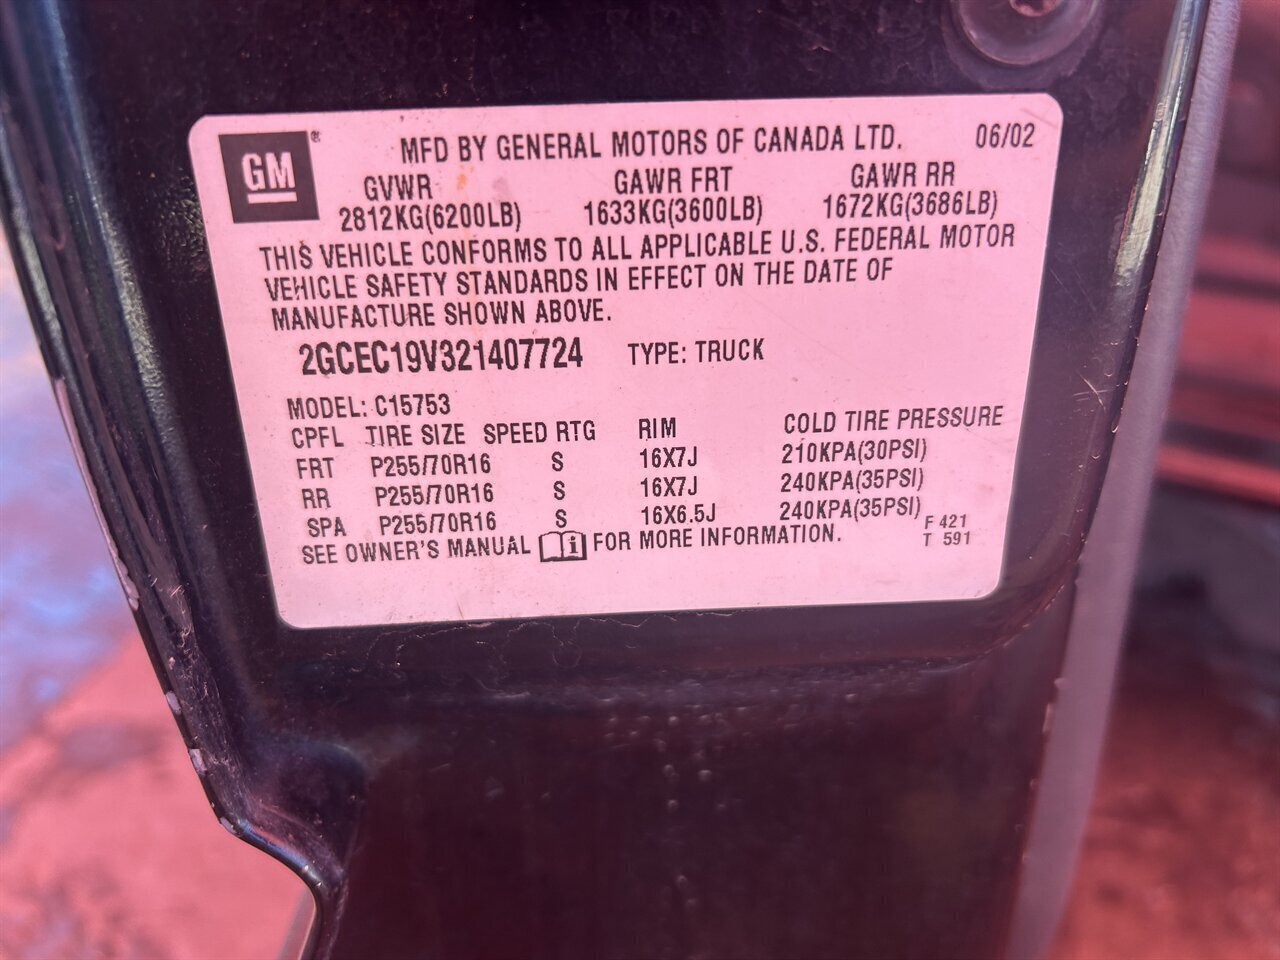 GM ® MFD BY GENERAL MOTORS OF CANADA LTD. 06/02
GVWR GAWR FRT GAWR RR
2812KG(6200LB) 1633KG(3600LB) 1672KG(3686LB)
THIS VEHICLE CONFORMS TO ALL APPLICABLE U.S. FEDERAL MOTOR
VEHICLE SAFETY STANDARDS IN EFFECT ON THE DATE OF
MANUFACTURE SHOWN ABOVE.
2GCEC19V321407724 TYPE: TRUCK
MODEL: C15753
CPFL TIRE SIZE SPEED RTG RIM COLD TIRE PRESSURE
FRT P255/70R16 S 16X7J 210KPA(30PSI)
RR P255/70R16 S 16X7J 240KPA(35PSI)
SPA P255/70R16 S 16X6.5J 240KPA(35PSI)
SEE OWNER'S MANUAL i FOR MORE INFORMATION.
F 421
T 591